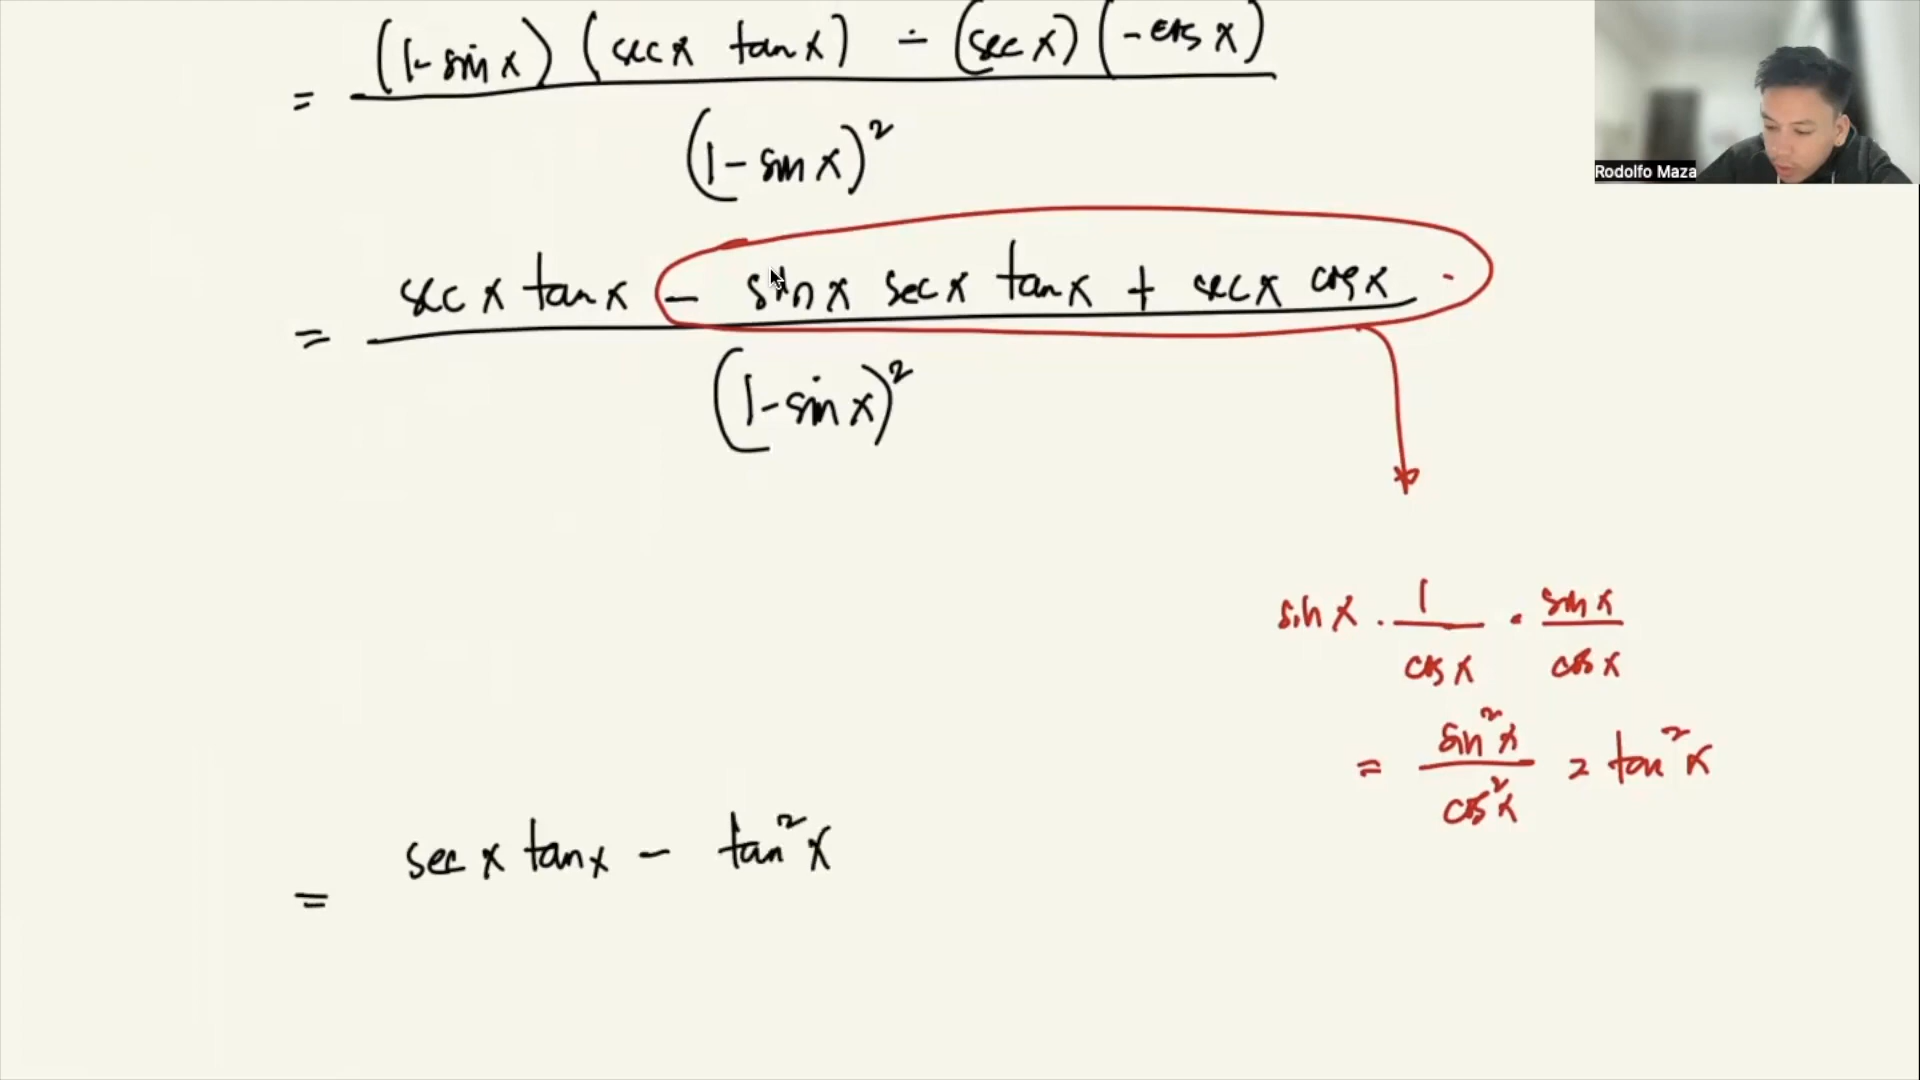 = (1-sin x)(sec x tan x) - (sec x)(-cos x)
(1-sin x)²
Rodolfo Maza
= sec x tan x - sin x sec x tan x + sec x cos x
(1-sin x)²
sin x · 1/cos x · sin x/cos x
= sin²x/cos²x = tan²x
= sec x tan x - tan²x